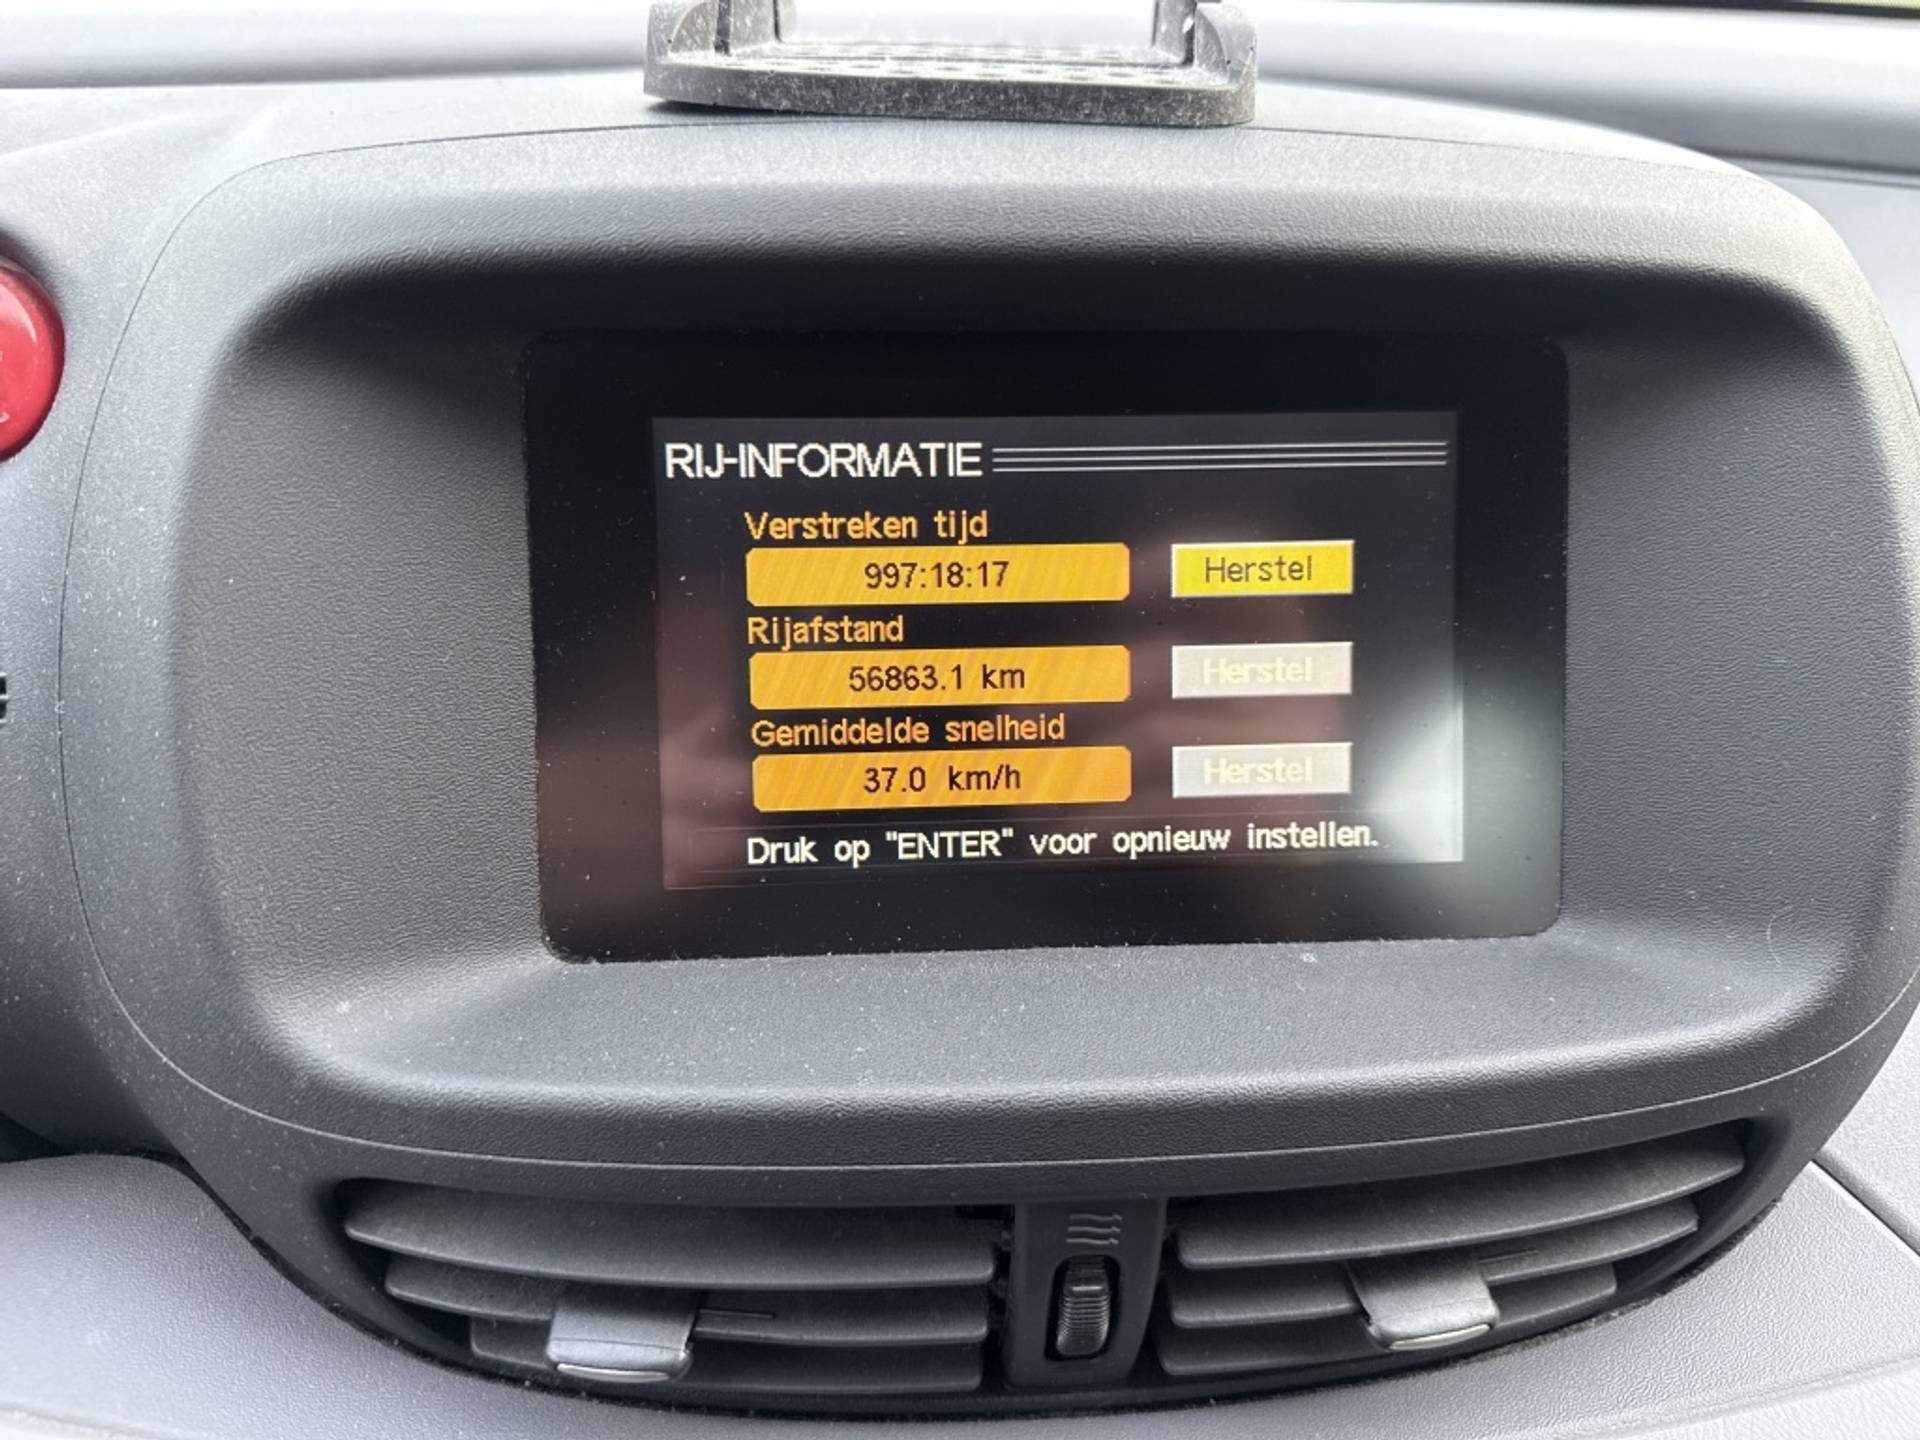 RIJ-INFORMATIE
Verstreken tijd
997:18:17 Herstel
Rijafstand
56863.1 km Herstel
Gemiddelde snelheid
37.0 km/h Herstel
Druk op "ENTER" voor opnieuw instellen.